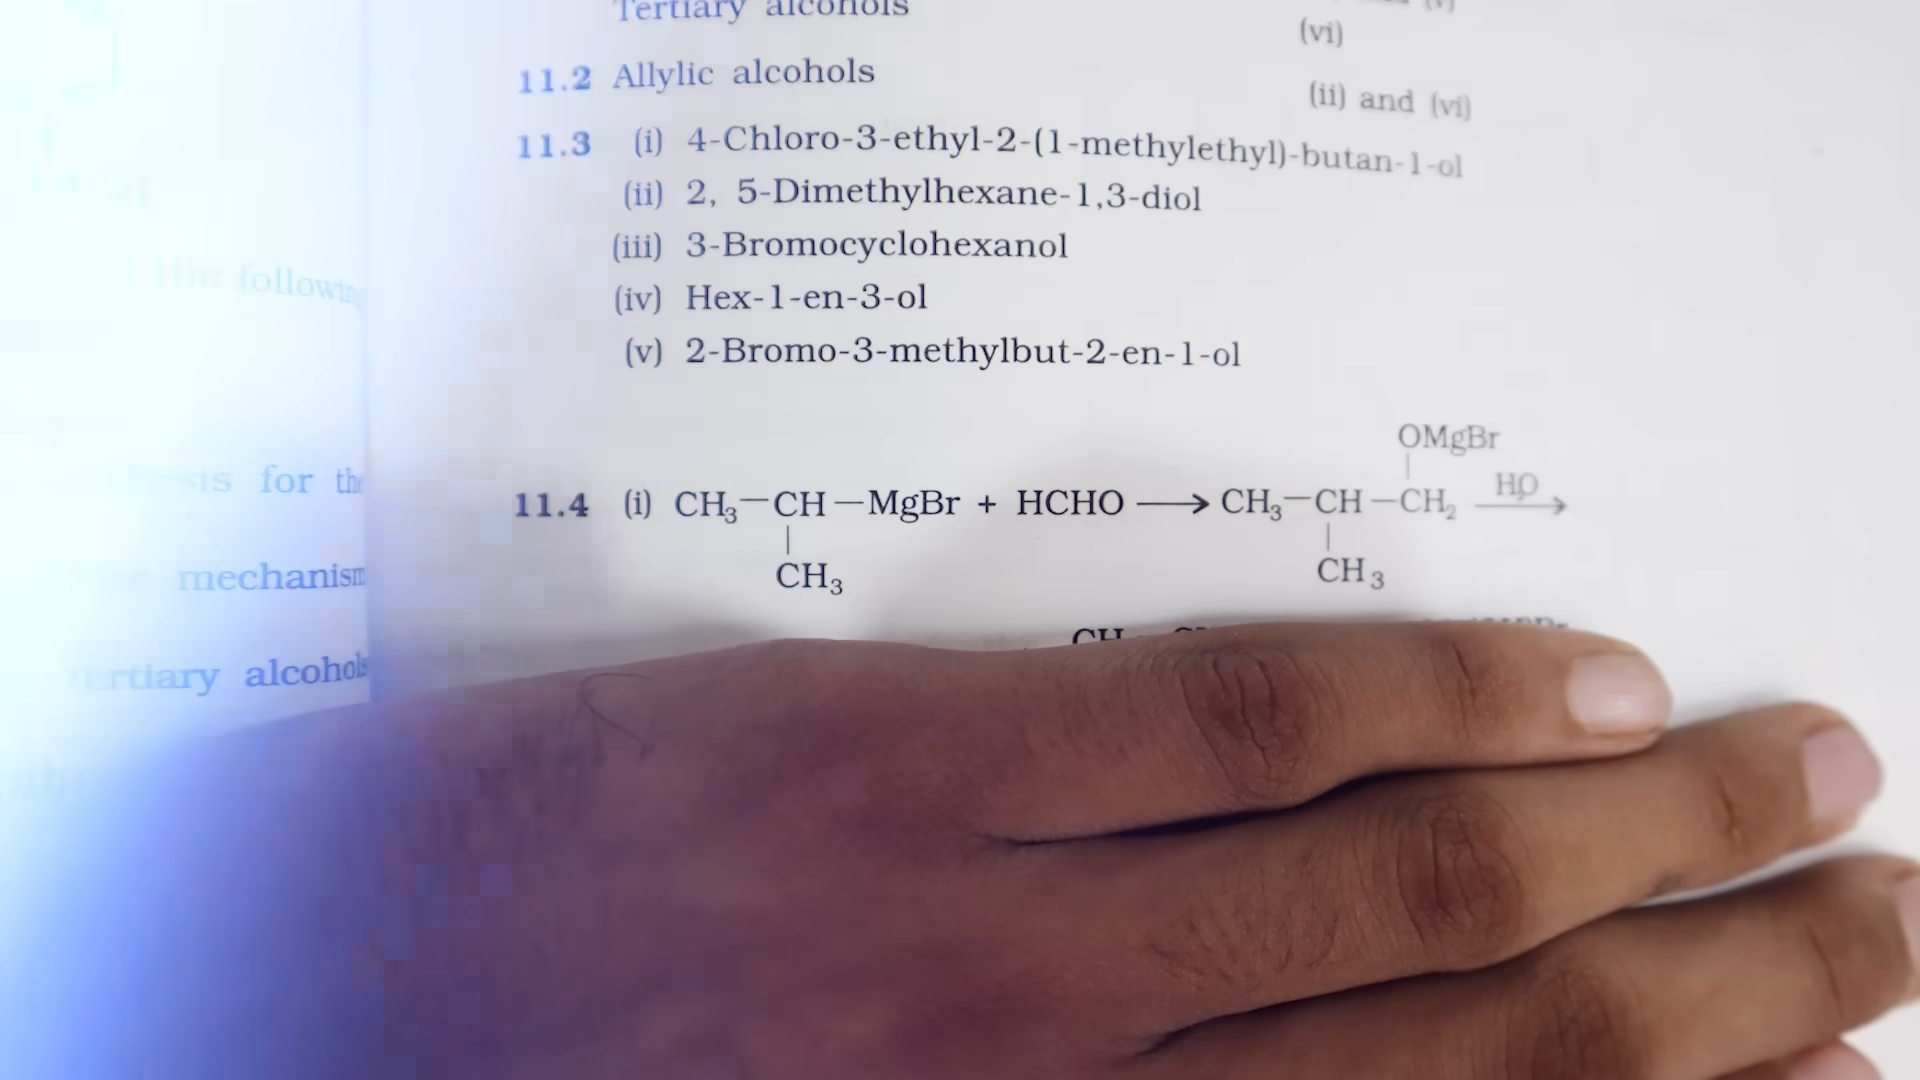 Tertiary alcohols
(vi)
11.2 Allylic alcohols
(ii) and (vi)
11.3 (i) 4-Chloro-3-ethyl-2-(1-methylethyl)-butan-1-ol
(ii) 2, 5-Dimethylhexane-1,3-diol
(iii) 3-Bromocyclohexanol
(iv) Hex-1-en-3-ol
(v) 2-Bromo-3-methylbut-2-en-1-ol
OMgBr
11.4 (i) CH₃—CH—MgBr + HCHO ⟶ CH₃—CH—CH₂ H₂O ⟶
CH₃ CH₃
for the
mechanism
alcohols